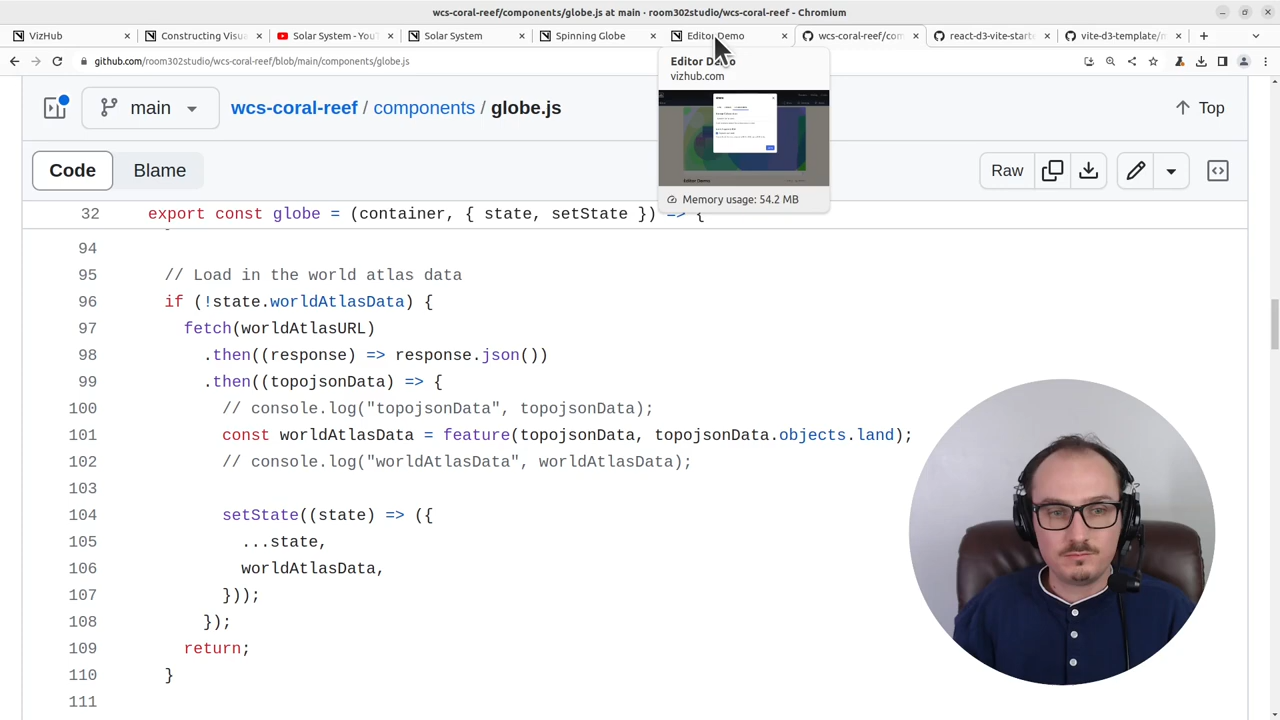 wcs-coral-reef/components/globe.js at main · room302studio/wcs-coral-reef - Chromium
VizHub
Constructing Visua
Solar System - YouT
Solar System
Spinning Globe
Editor Demo
wcs-coral-reef/com
react-d3-vite-start
vite-d3-template/m
github.com/room302studio/wcs-coral-reef/blob/main/components/globe.js
Editor Demo
vizhub.com
Editor Demo
Memory usage: 54.2 MB
main
wcs-coral-reef / components / globe.js
Top
Code
Blame
Raw
32 export const globe = (container, { state, setState }) => {
94
95 // Load in the world atlas data
96 if (!state.worldAtlasData) {
97 fetch(worldAtlasURL)
98 .then((response) => response.json())
99 .then((topojsonData) => {
100 // console.log("topojsonData", topojsonData);
101 const worldAtlasData = feature(topojsonData, topojsonData.objects.land);
102 // console.log("worldAtlasData", worldAtlasData);
103
104 setState((state) => ({
105 ...state,
106 worldAtlasData,
107 }));
108 });
109 return;
110 }
111